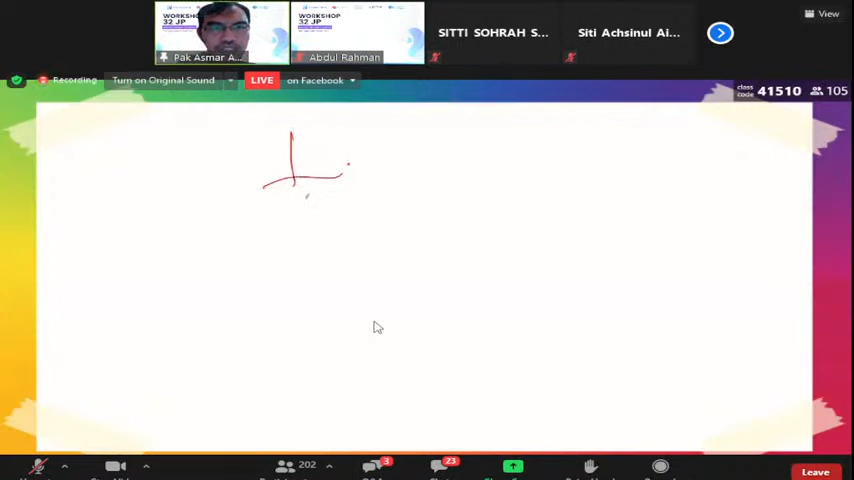 WORKSHOP
32 JP
WORKSHOP
32 JP
SITTI SOHRAH S...
Siti Achsinul Ai...
View
Pak Asmar A...
Abdul Rahman
Recording
Turn on Original Sound
LIVE
on Facebook
class
code
41510
105
202
3
23
Leave